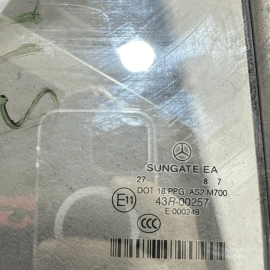 SUNGATE EA
27 8 7
DOT 18 PPG AS2 M700
E11 43R-00257
E 000249
CCC